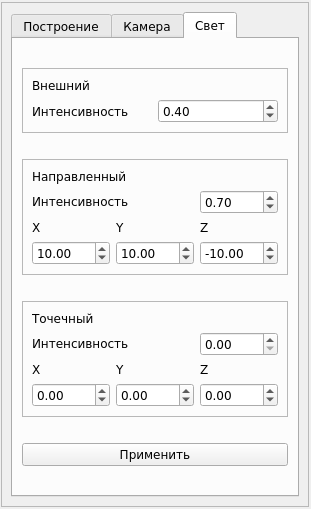 Построение Камера Свет
Внешний
Интенсивность 0.40
Направленный
Интенсивность 0.70
X Y Z
10.00 10.00 -10.00
Точечный
Интенсивность 0.00
X Y Z
0.00 0.00 0.00
Применить